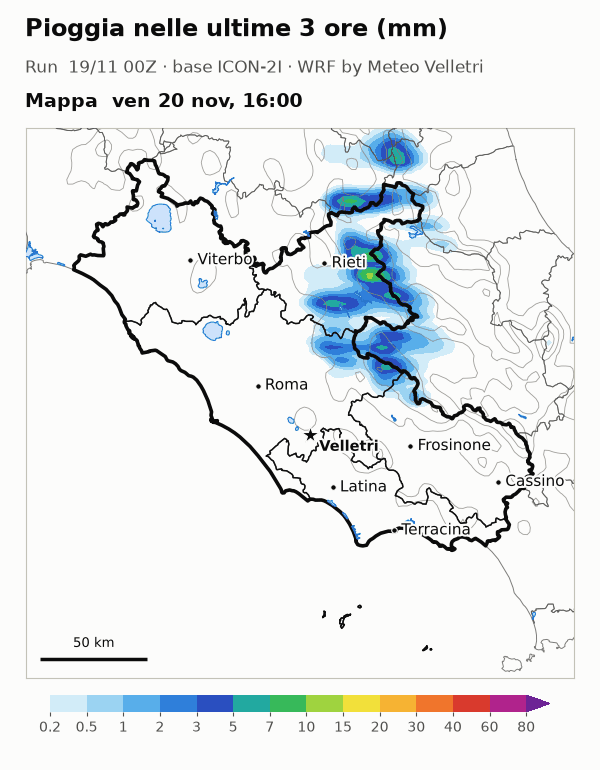 Pioggia nelle ultime 3 ore (mm)
Run  19/11 00Z · base ICON-2I · WRF by Meteo Velletri
Mappa  ven 20 nov, 16:00
Viterbo
Rieti
Roma
Velletri
Frosinone
Cassino
Latina
Terracina
50 km
0.2 0.5 1 2 3 5 7 10 15 20 30 40 60 80